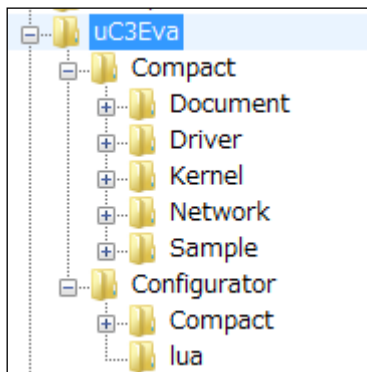 uC3Eva
Compact
Document
Driver
Kernel
Network
Sample
Configurator
Compact
lua